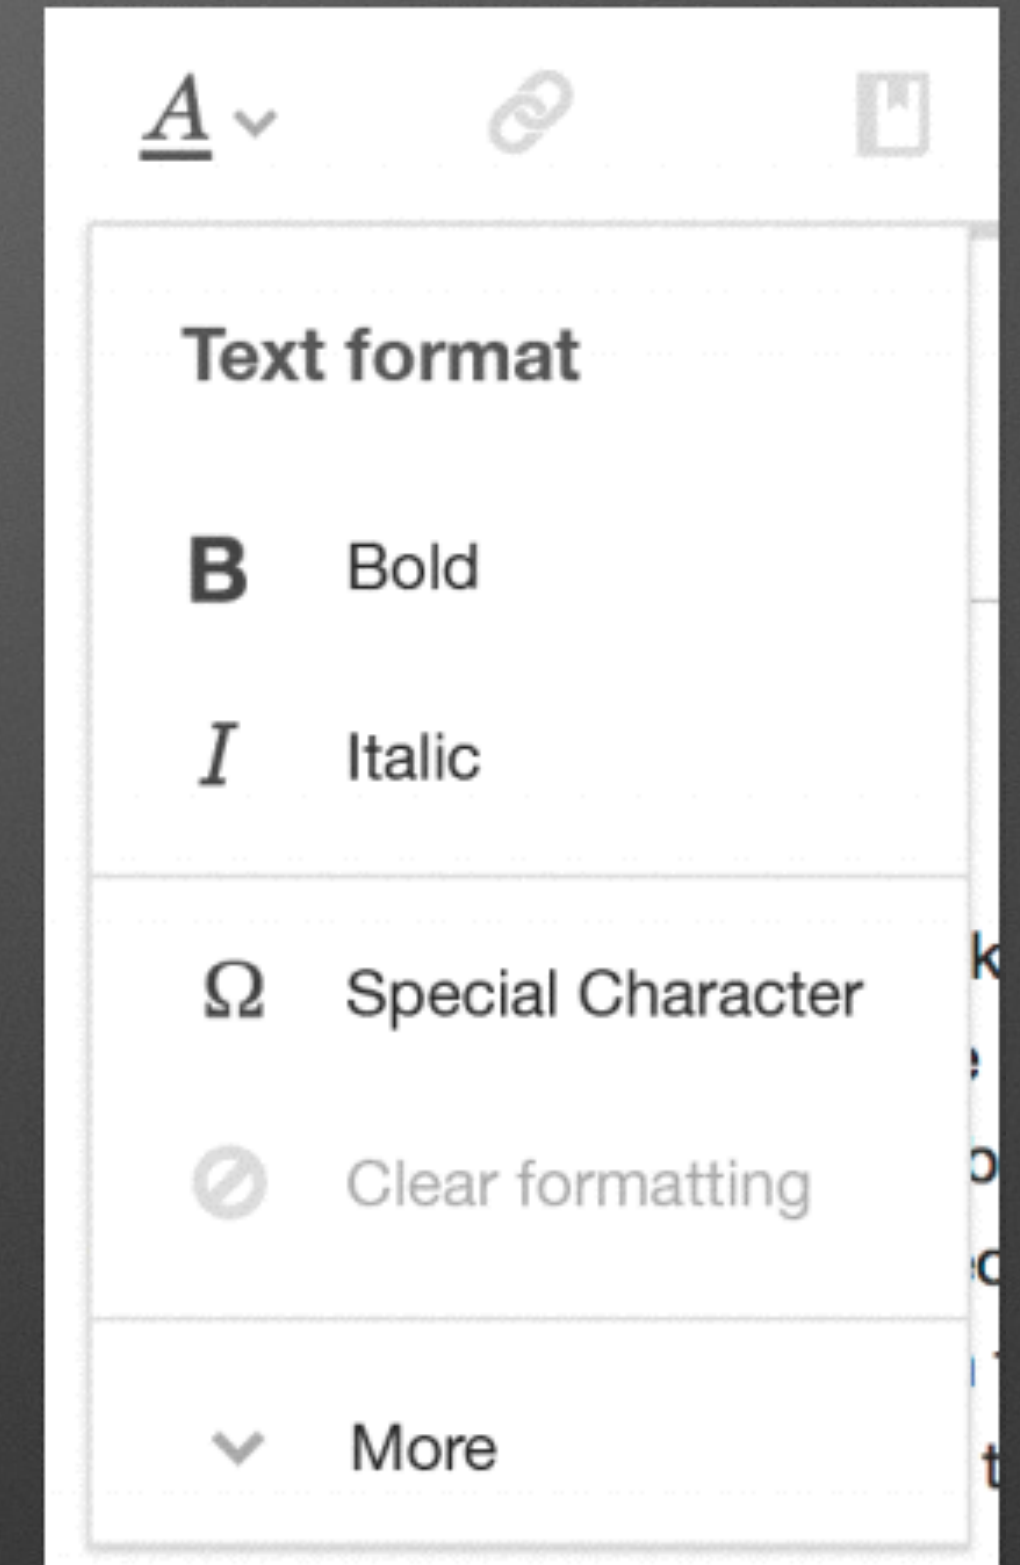 A
Text format
B Bold
I Italic
Ω Special Character
Clear formatting
More
k
e
b
t